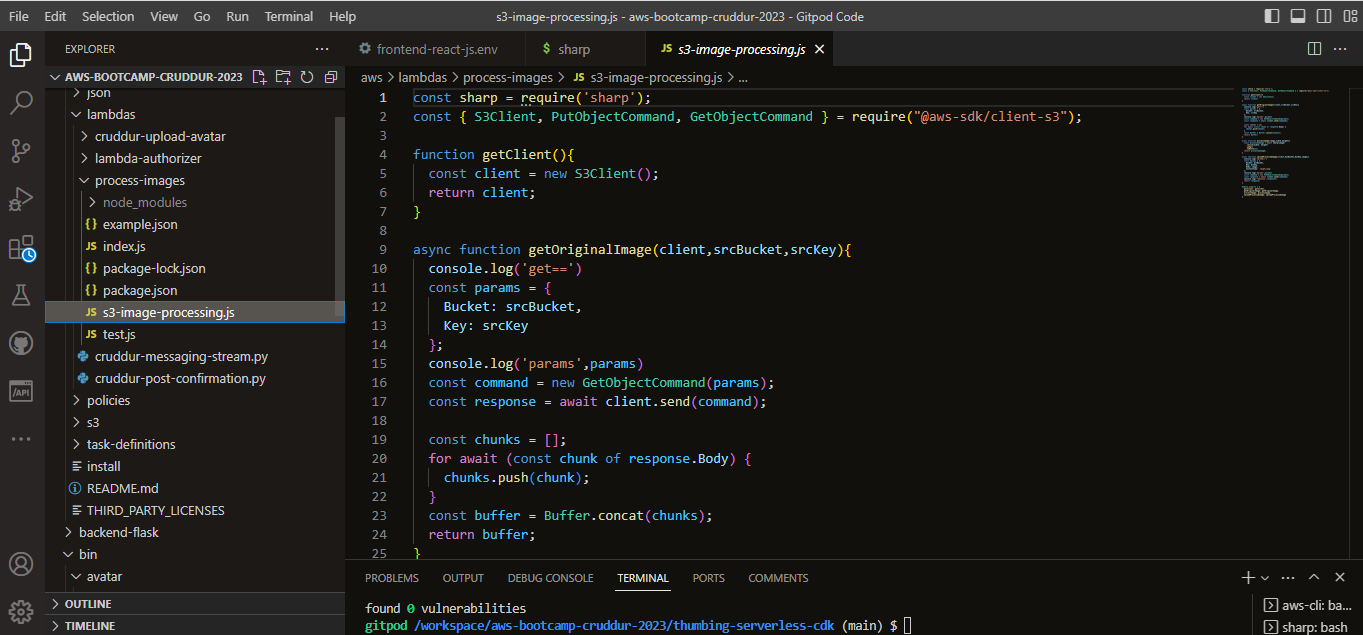 File Edit Selection View Go Run Terminal Help
s3-image-processing.js - aws-bootcamp-cruddur-2023 - Gitpod Code
EXPLORER
AWS-BOOTCAMP-CRUDDUR-2023
json
lambdas
cruddur-upload-avatar
lambda-authorizer
process-images
node_modules
{} example.json
JS index.js
{} package-lock.json
{} package.json
JS s3-image-processing.js
JS test.js
cruddur-messaging-stream.py
cruddur-post-confirmation.py
policies
s3
task-definitions
install
README.md
THIRD_PARTY_LICENSES
backend-flask
bin
avatar
OUTLINE
TIMELINE
/API
frontend-react-js.env
$ sharp
JS s3-image-processing.js
aws > lambdas > process-images > JS s3-image-processing.js > ...
1 const sharp = require('sharp');
2 const { S3Client, PutObjectCommand, GetObjectCommand } = require("@aws-sdk/client-s3");
3
4 function getClient(){
5 const client = new S3Client();
6 return client;
7 }
8
9 async function getOriginalImage(client,srcBucket,srcKey){
10 console.log('get==')
11 const params = {
12 Bucket: srcBucket,
13 Key: srcKey
14 };
15 console.log('params',params)
16 const command = new GetObjectCommand(params);
17 const response = await client.send(command);
18
19 const chunks = [];
20 for await (const chunk of response.Body) {
21 chunks.push(chunk);
22 }
23 const buffer = Buffer.concat(chunks);
24 return buffer;
25 }
PROBLEMS OUTPUT DEBUG CONSOLE TERMINAL PORTS COMMENTS
found 0 vulnerabilities
gitpod /workspace/aws-bootcamp-cruddur-2023/thumbing-serverless-cdk (main) $
aws-cli: ba...
sharp: bash